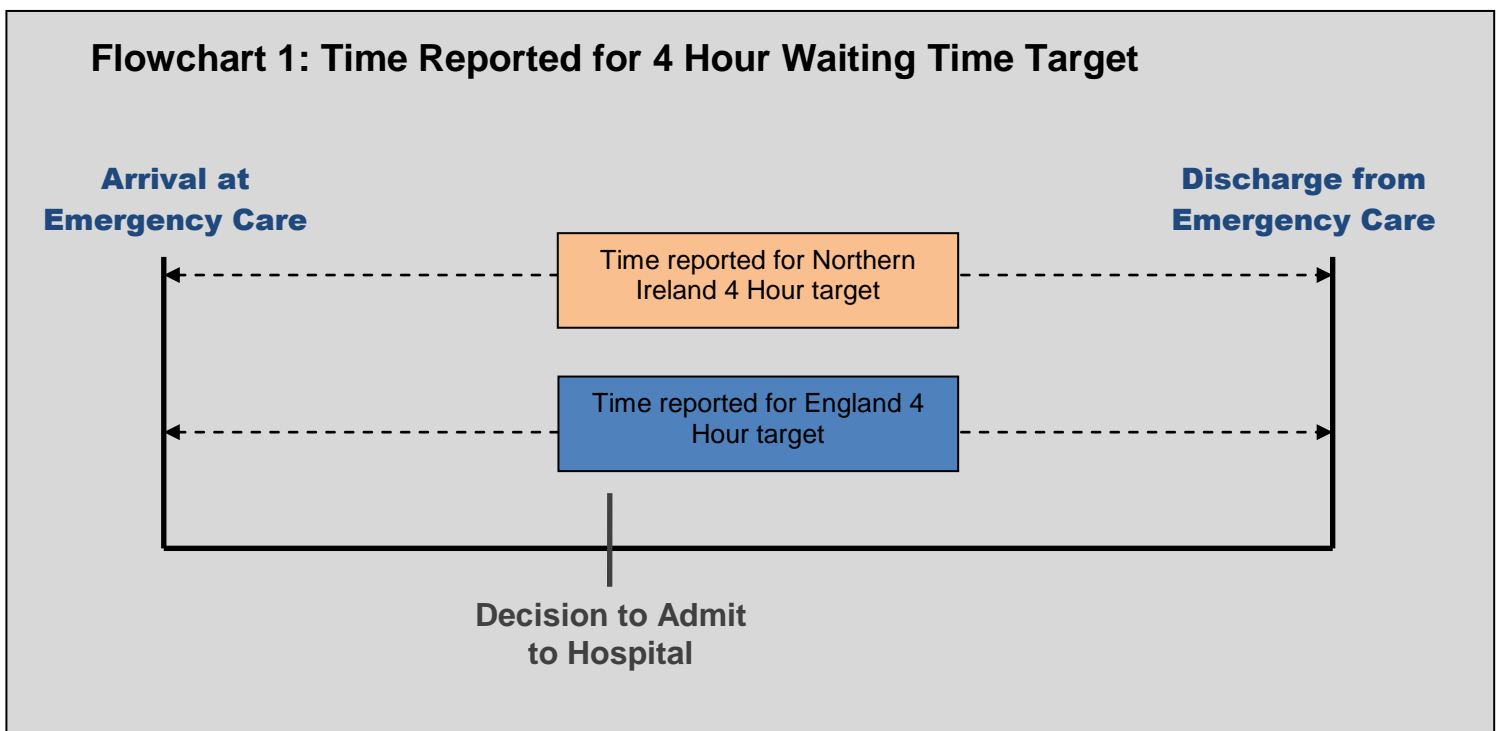 Flowchart 1: Time Reported for 4 Hour Waiting Time Target
Arrival at
Emergency Care
Discharge from
Emergency Care
Time reported for Northern
Ireland 4 Hour target
Time reported for England 4
Hour target
Decision to Admit
to Hospital